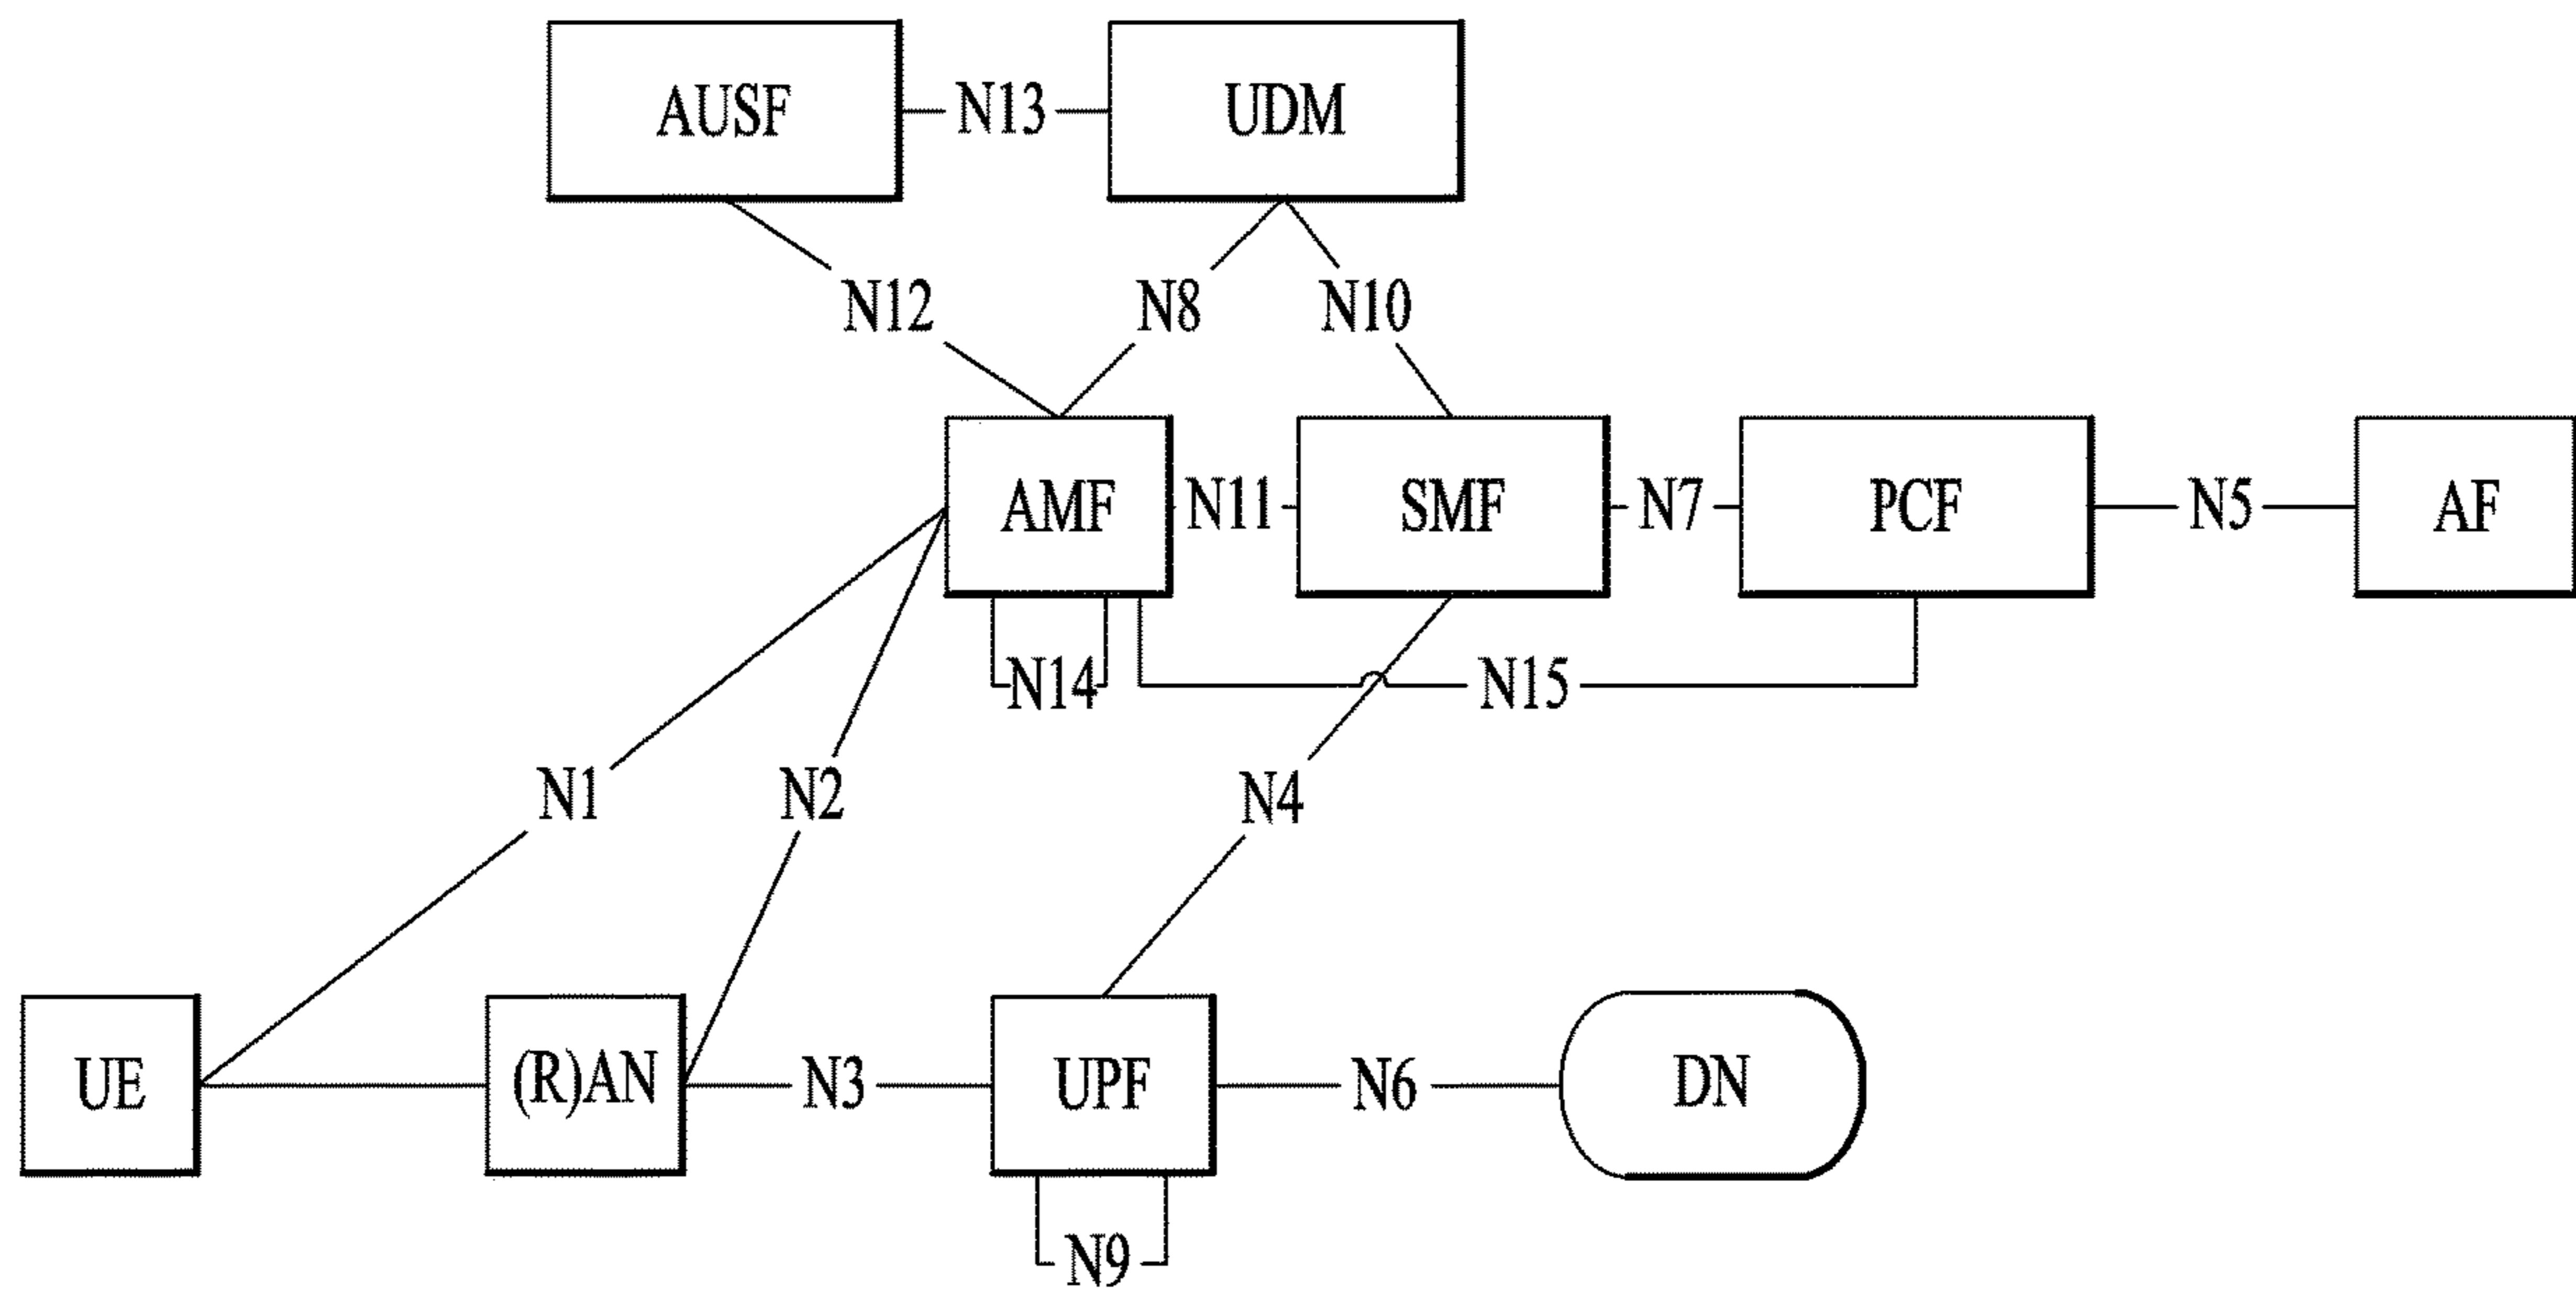 AUSF N13 UDM
N12 N8 N10
AMF N11 SMF N7 PCF N5 AF
N14 N15
N1 N2 N4
UE (R)AN N3 UPF N6 DN
N9